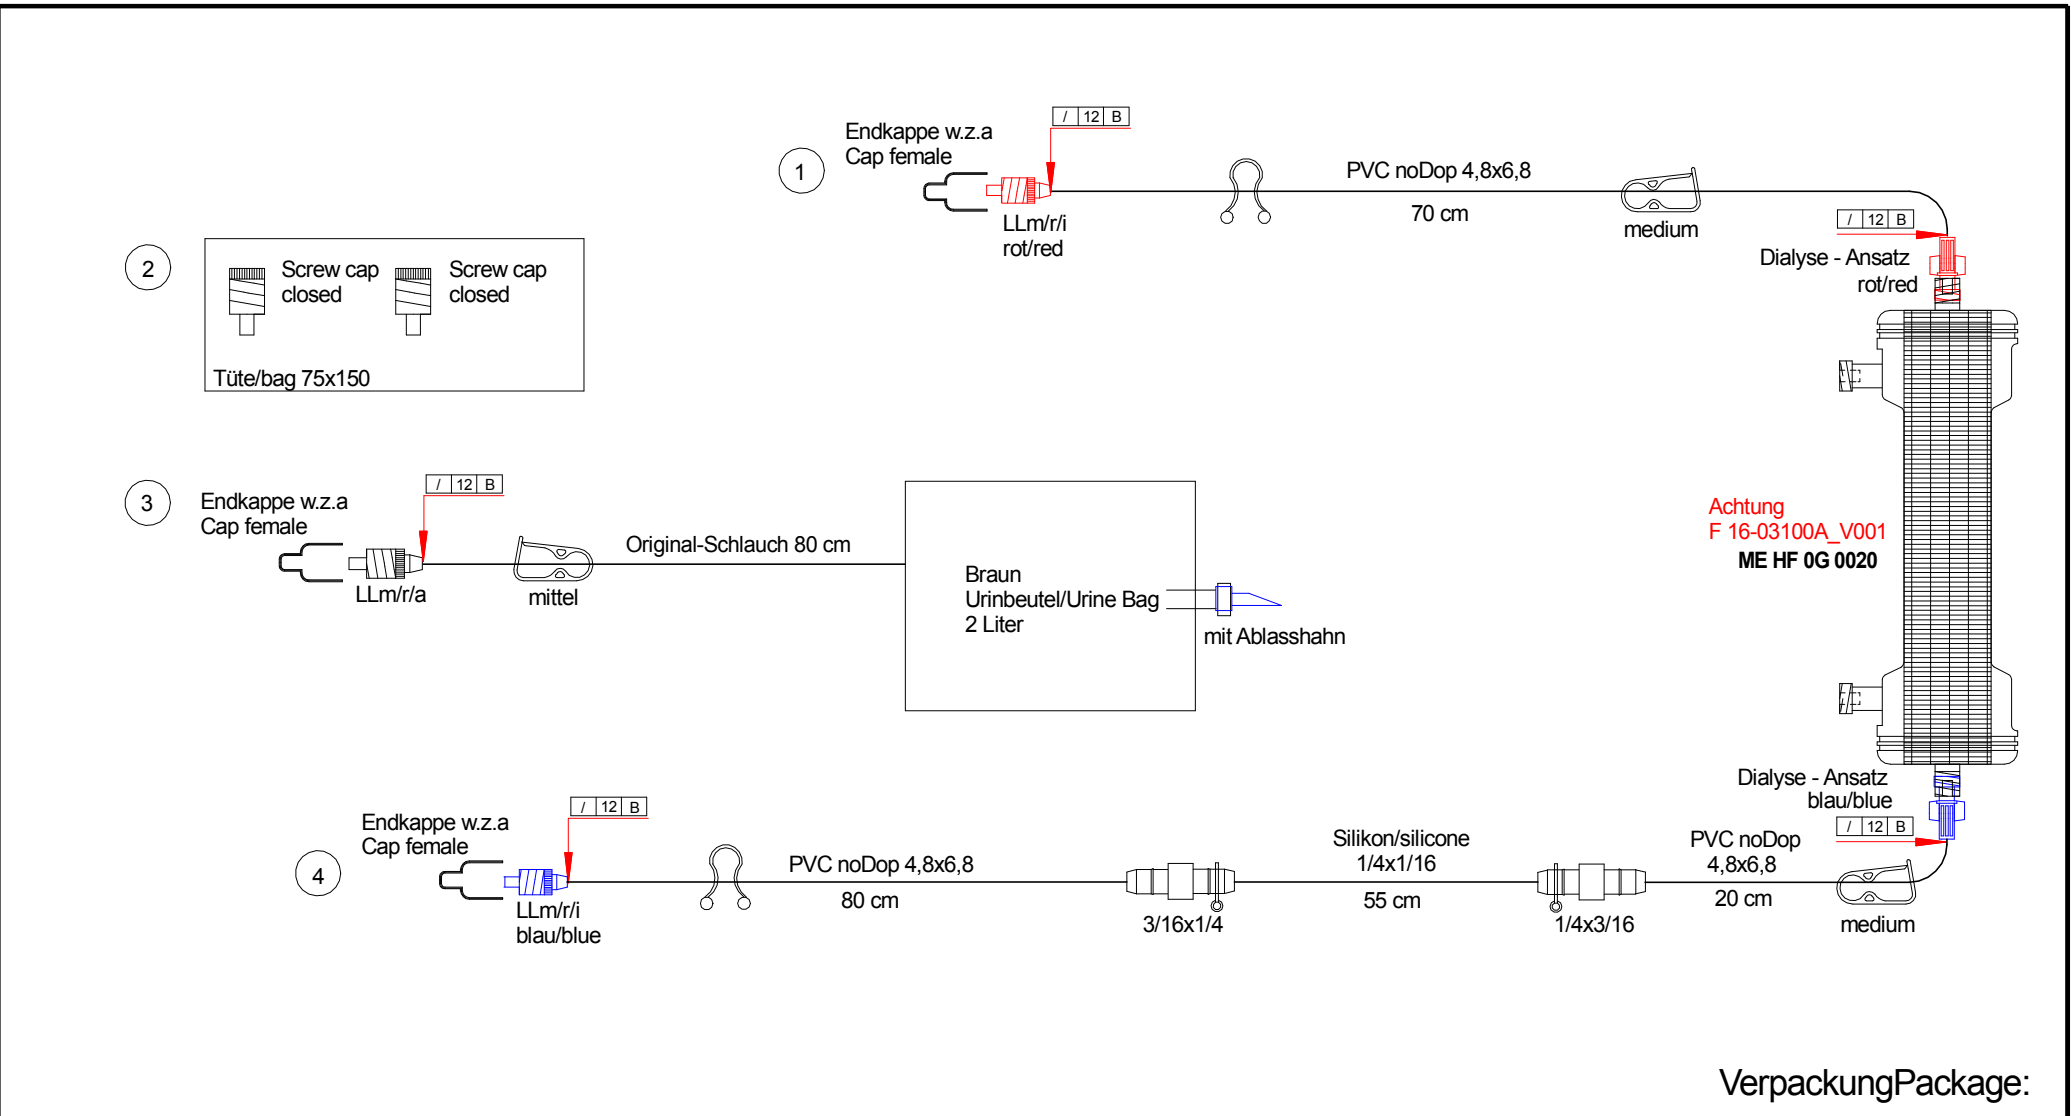 1
Endkappe w.z.a
Cap female
/ 12 B
LLm/r/i
rot/red
PVC noDop 4,8x6,8
70 cm
medium
/ 12 B
Dialyse - Ansatz
rot/red
2
Screw cap
closed
Screw cap
closed
Tüte/bag 75x150
3
Endkappe w.z.a
Cap female
/ 12 B
LLm/r/a
mittel
Original-Schlauch 80 cm
Braun
Urinbeutel/Urine Bag
2 Liter
mit Ablasshahn
Achtung
F 16-03100A_V001
ME HF 0G 0020
Dialyse - Ansatz
blau/blue
/ 12 B
4
Endkappe w.z.a
Cap female
/ 12 B
LLm/r/i
blau/blue
PVC noDop 4,8x6,8
80 cm
3/16x1/4
Silikon/silicone
1/4x1/16
55 cm
1/4x3/16
PVC noDop
4,8x6,8
20 cm
medium
VerpackungPackage: